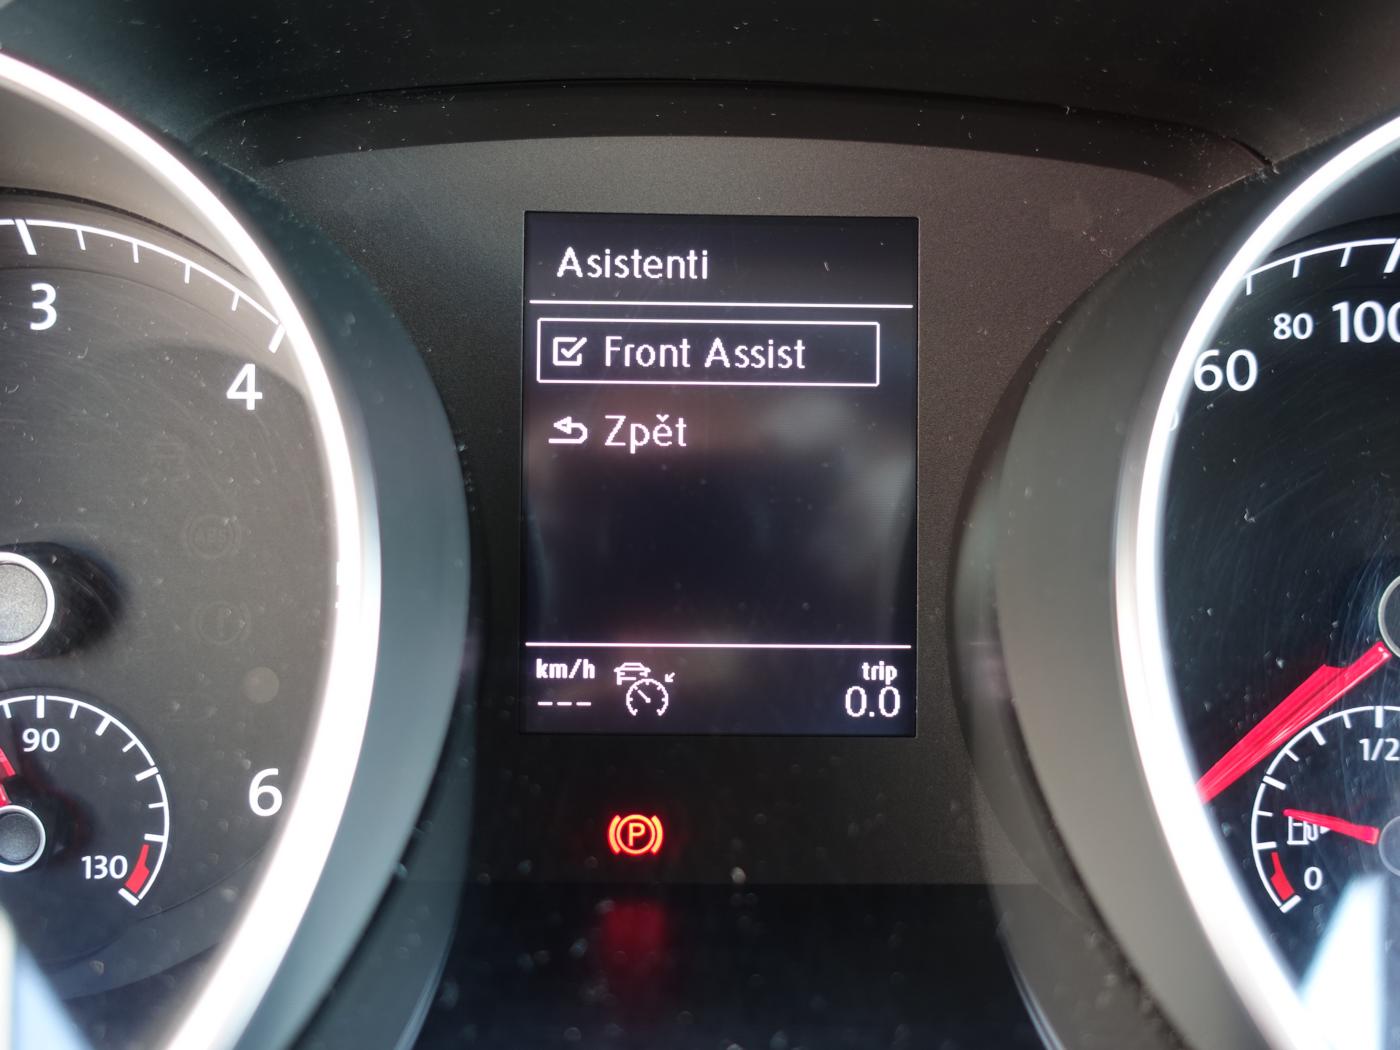 Asistenti
Front Assist
Zpět
km/h
---
trip
0.0
3
4
6
90
130
60
80
100
1/2
0
P